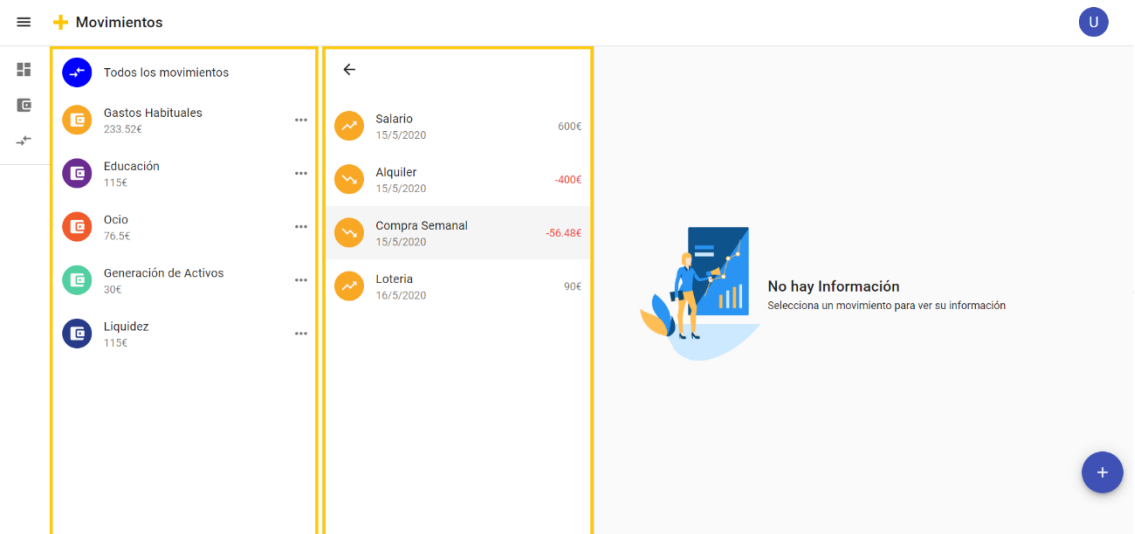 Movimientos
U
Todos los movimientos
Gastos Habituales
233.52€
Educación
115€
Ocio
76.5€
Generación de Activos
30€
Liquidez
115€
Salario
15/5/2020
600€
Alquiler
15/5/2020
-400€
Compra Semanal
15/5/2020
-56.48€
Loteria
16/5/2020
90€
No hay Información
Selecciona un movimiento para ver su información